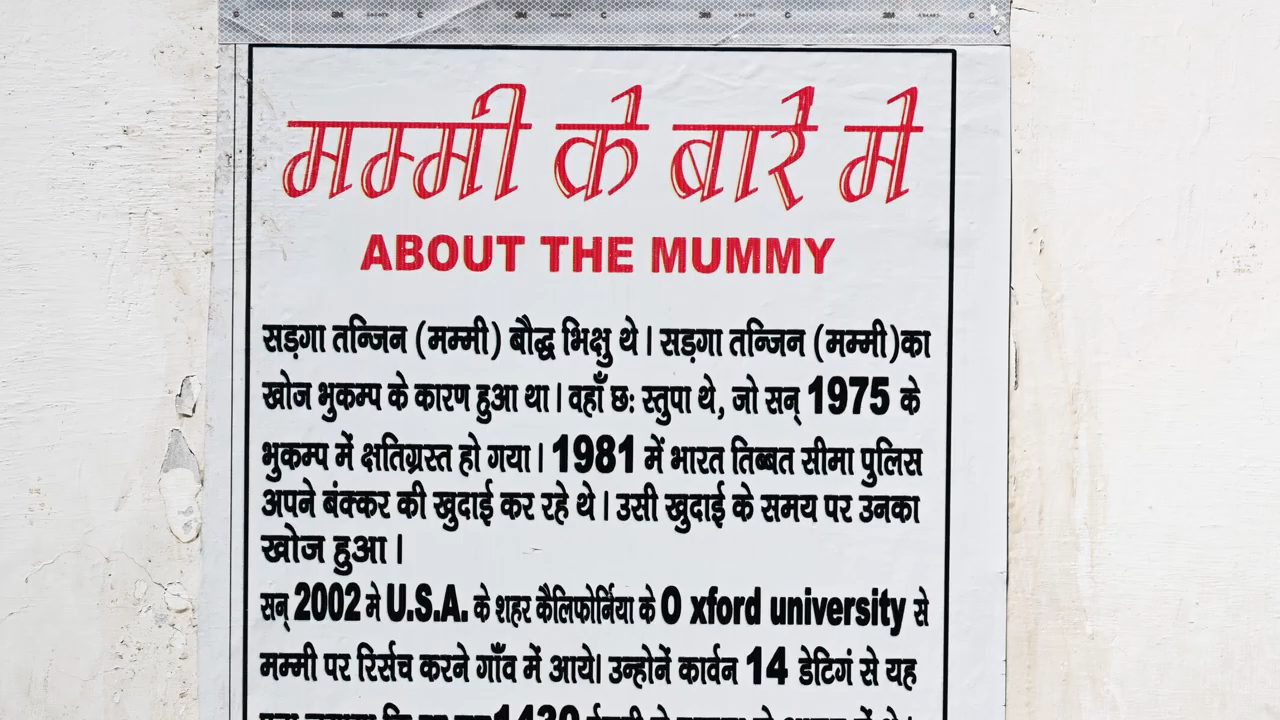 मम्मी के बारे मे
ABOUT THE MUMMY
सड़गा तन्जिन (मम्मी) बौद्ध भिक्षु थे | सड़गा तन्जिन (मम्मी)का
खोज भुकम्प के कारण हुआ था | वहाँ छः स्तुपा थे, जो सन् 1975 के
भुकम्प में क्षतिग्रस्त हो गया | 1981 में भारत तिब्बत सीमा पुलिस
अपने बंक्कर की खुदाई कर रहे थे | उसी खुदाई के समय पर उनका
खोज हुआ |
सन् 2002 मे U.S.A. के शहर कैलिफोर्निया के O xford university से
मम्मी पर रिर्सच करने गाँव में आये| उन्होनें कार्वन 14 डेटिगं से यह